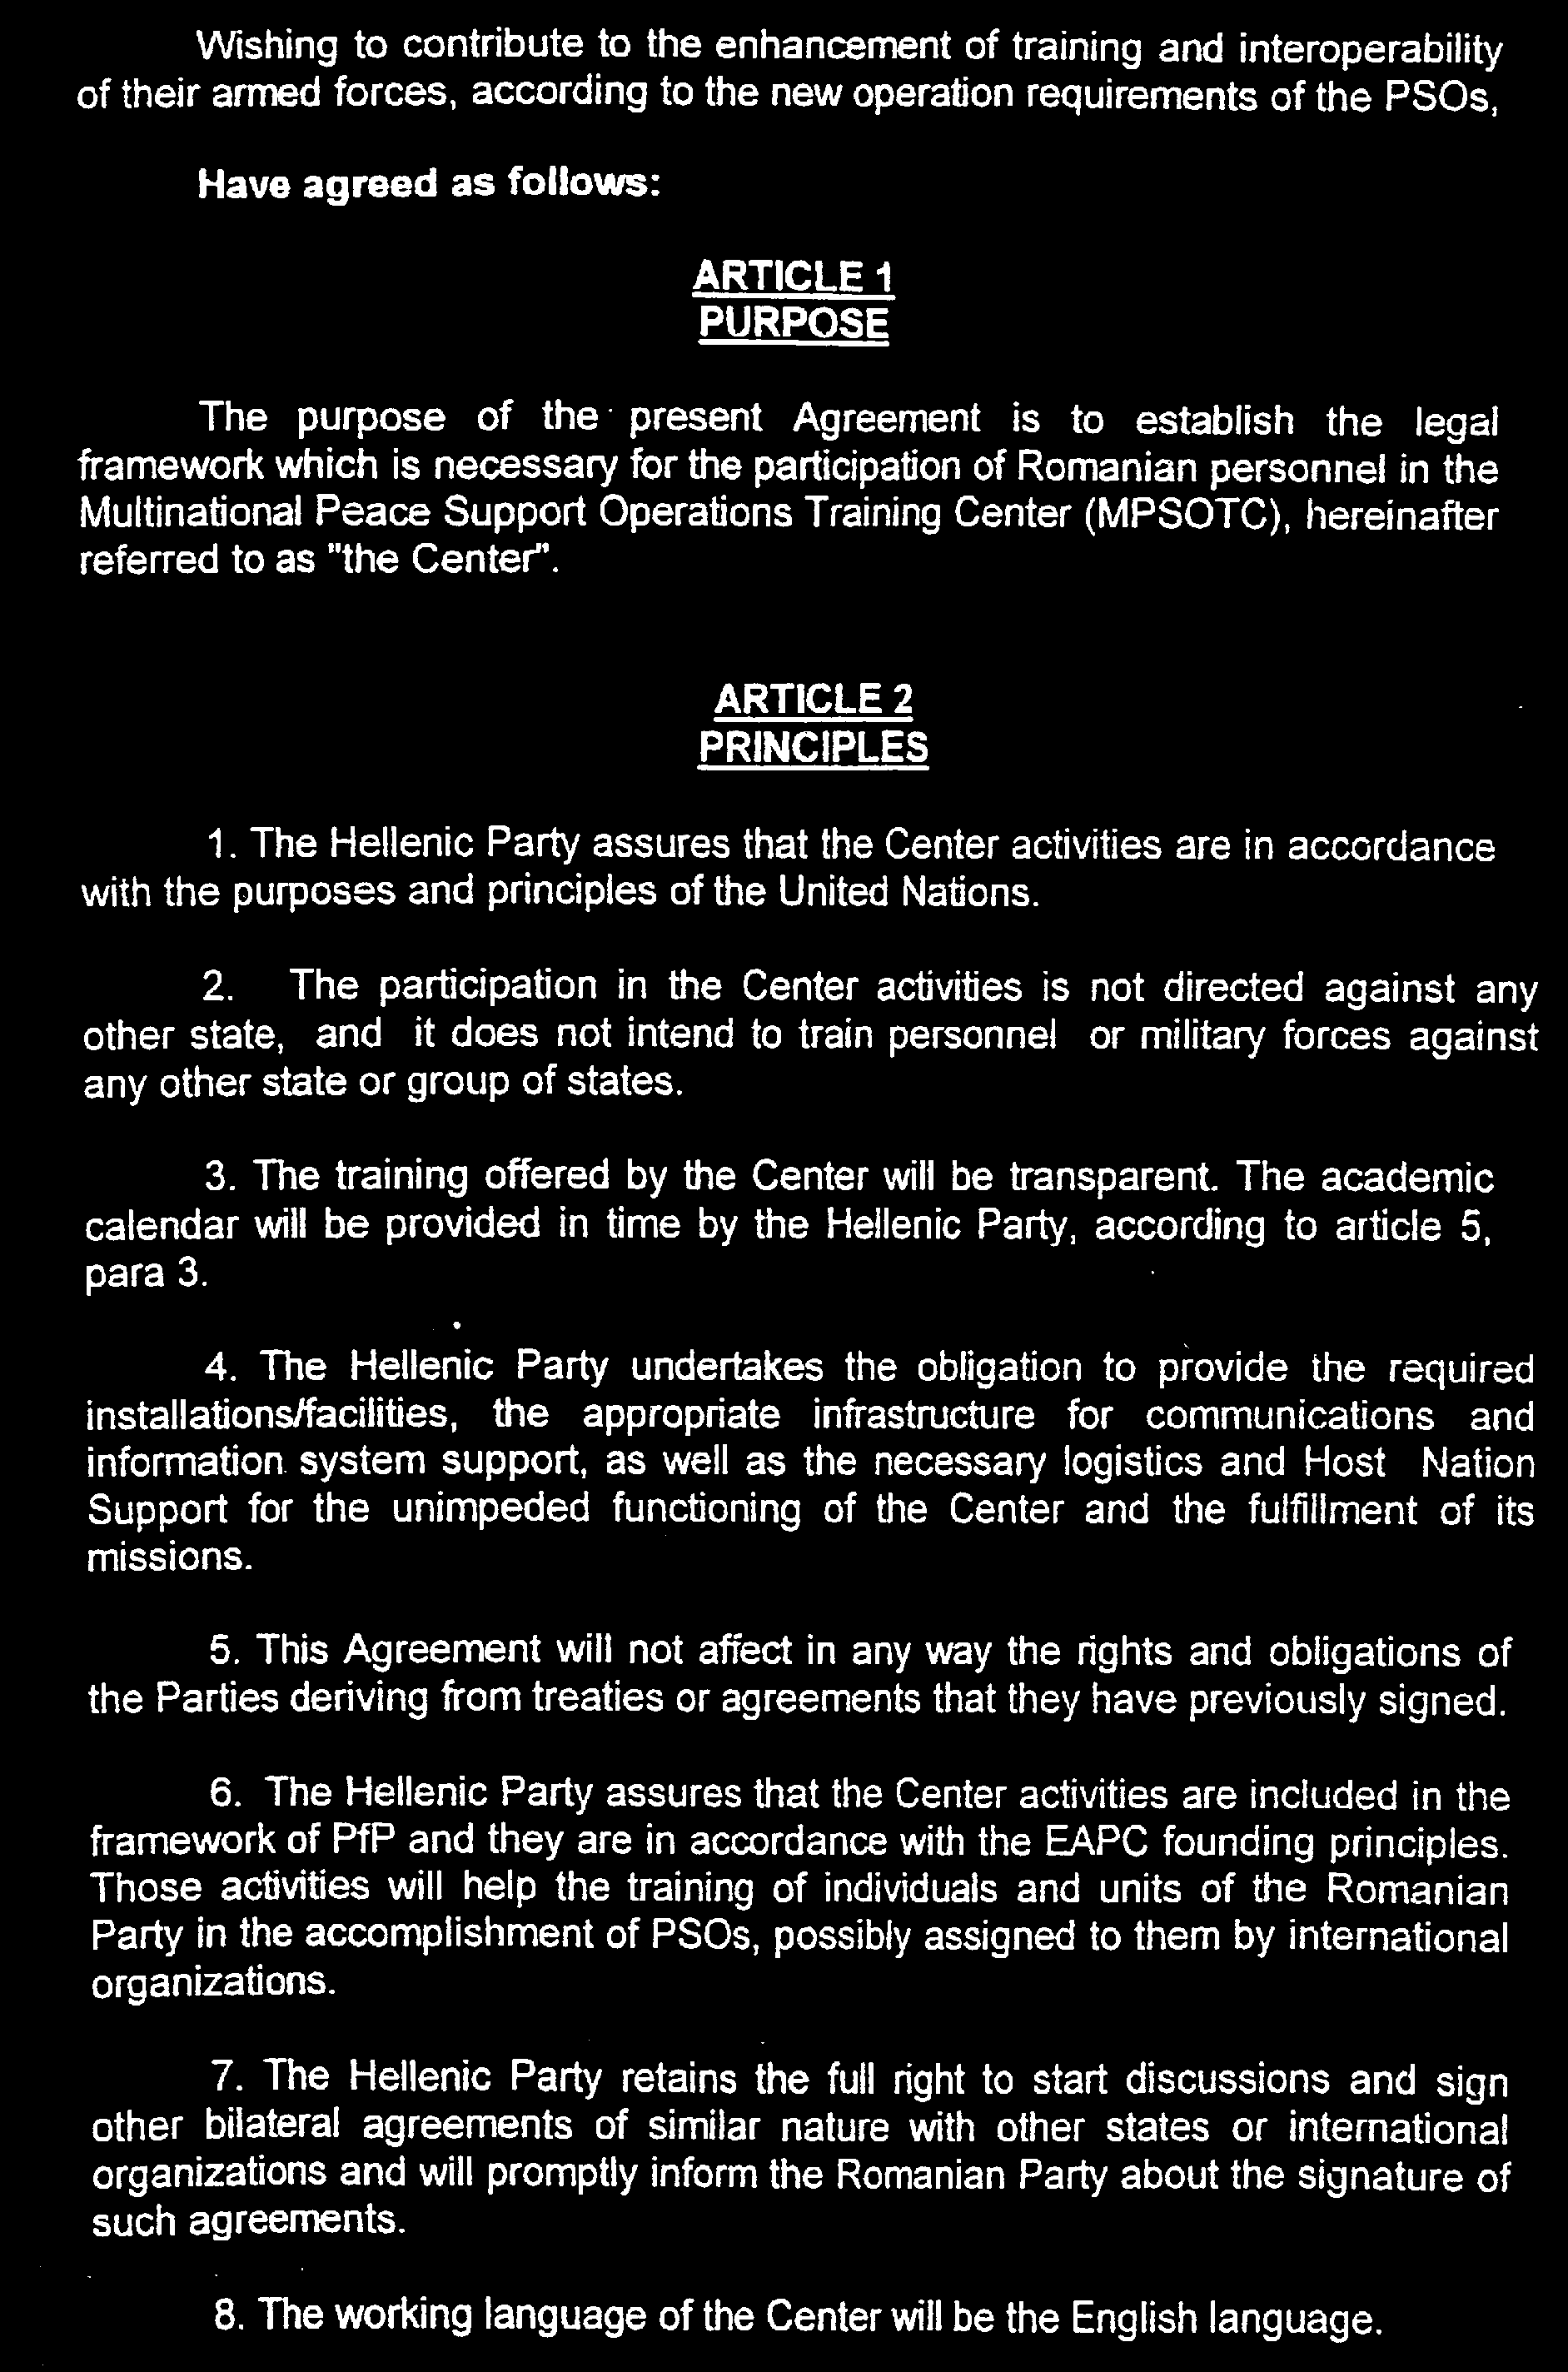 Wishing to contribute to the enhancement of training and interoperability
of their armed forces, according to the new operation requirements of the PSOs,
Have agreed as follows:
ARTICLE 1
PURPOSE
The purpose of the present Agreement is to establish the legal
framework which is necessary for the participation of Romanian personnel in the
Multinational Peace Support Operations Training Center (MPSOTC), hereinafter
referred to as "the Center".
ARTICLE 2
PRINCIPLES
1. The Hellenic Party assures that the Center activities are in accordance
with the purposes and principles of the United Nations.
2. The participation in the Center activities is not directed against any
other state, and it does not intend to train personnel or military forces against
any other state or group of states.
3. The training offered by the Center will be transparent. The academic
calendar will be provided in time by the Hellenic Party, according to article 5,
para 3.
4. The Hellenic Party undertakes the obligation to provide the required
installations/facilities, the appropriate infrastructure for communications and
information system support, as well as the necessary logistics and Host Nation
Support for the unimpeded functioning of the Center and the fulfillment of its
missions.
5. This Agreement will not affect in any way the rights and obligations of
the Parties deriving from treaties or agreements that they have previously signed.
6. The Hellenic Party assures that the Center activities are included in the
framework of PfP and they are in accordance with the EAPC founding principles.
Those activities will help the training of individuals and units of the Romanian
Party in the accomplishment of PSOs, possibly assigned to them by international
organizations.
7. The Hellenic Party retains the full right to start discussions and sign
other bilateral agreements of similar nature with other states or international
organizations and will promptly inform the Romanian Party about the signature of
such agreements.
8. The working language of the Center will be the English language.